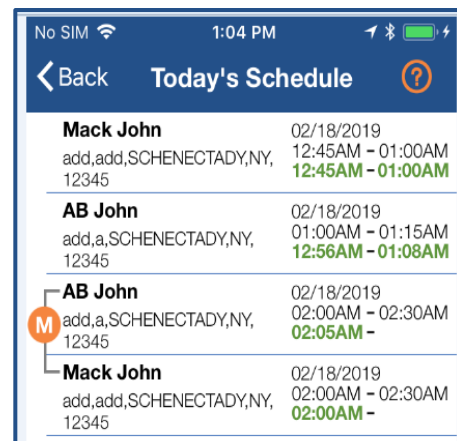 No SIM 1:04 PM
Back Today's Schedule ?
Mack John 02/18/2019
add,add,SCHENECTADY,NY, 12:45AM - 01:00AM
12345 12:45AM - 01:00AM
AB John 02/18/2019
add,a,SCHENECTADY,NY, 01:00AM - 01:15AM
12345 12:56AM - 01:08AM
AB John 02/18/2019
M add,a,SCHENECTADY,NY, 02:00AM - 02:30AM
12345 02:05AM -
Mack John 02/18/2019
add,add,SCHENECTADY,NY, 02:00AM - 02:30AM
12345 02:00AM -